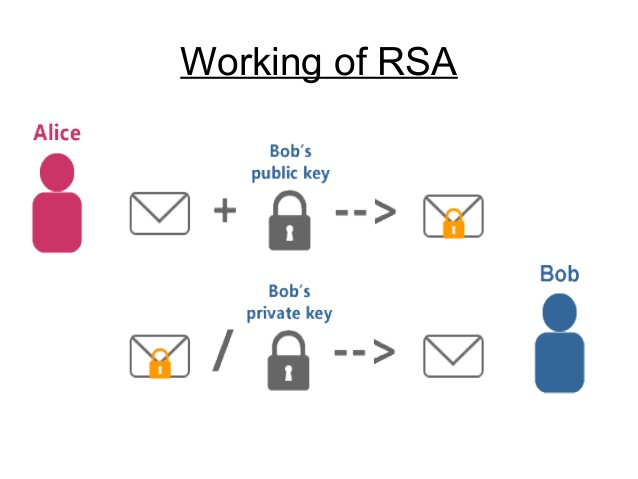 Working of RSA
Alice
Bob's
public key
+ -->
Bob
Bob's
private key
/ -->